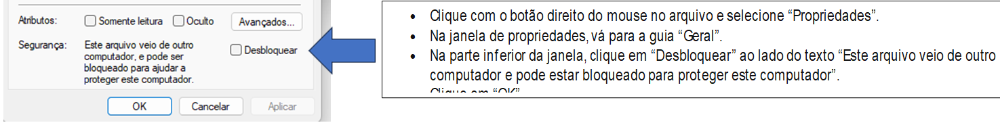 Atributos: Somente leitura Oculto Avançados...
Segurança: Este arquivo veio de outro
computador, e pode ser
bloqueado para ajudar a
proteger este computador.
Desbloquear
OK Cancelar Aplicar
• Clique com o botão direito do mouse no arquivo e selecione “Propriedades”.
• Na janela de propriedades, vá para a guia “Geral”.
• Na parte inferior da janela, clique em “Desbloquear” ao lado do texto “Este arquivo veio de outro
computador e pode estar bloqueado para proteger este computador”.
Clique em “OK”